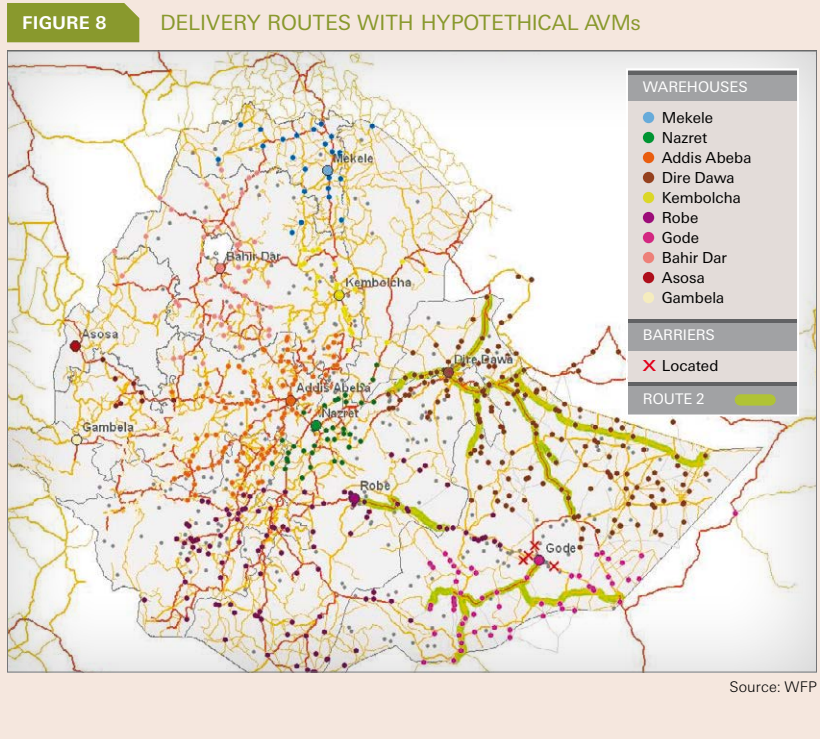 FIGURE 8
DELIVERY ROUTES WITH HYPOTETHICAL AVMs
WAREHOUSES
Mekele
Nazret
Addis Abeba
Dire Dawa
Kembolcha
Robe
Gode
Bahir Dar
Asosa
Gambela
BARRIERS
Located
ROUTE 2
Mekele
Bahir Dar
Kembolcha
Asosa
Dire Dawa
Addis Abeba
Nazret
Gambela
Robe
Gode
Source: WFP